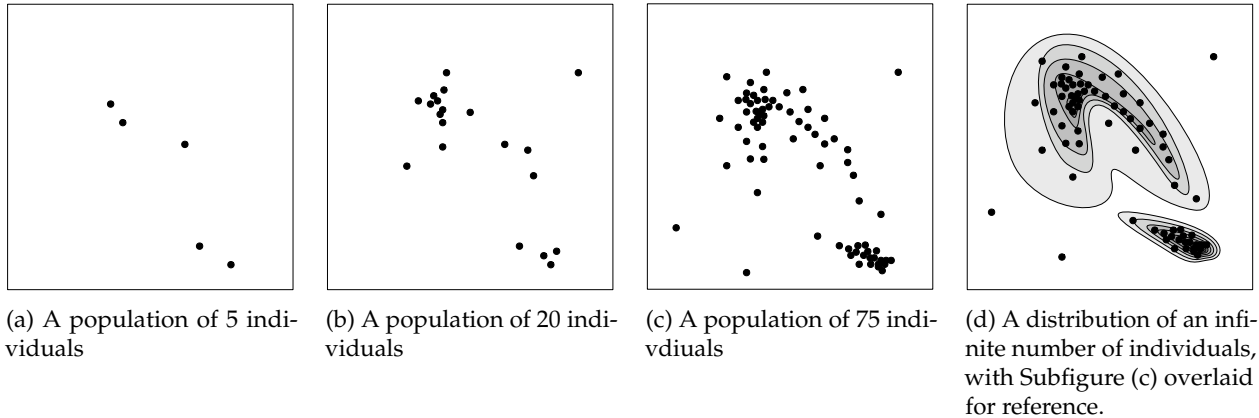 (a) A population of 5 indi-
viduals
(b) A population of 20 indi-
viduals
(c) A population of 75 indi-
vdiuals
(d) A distribution of an infi-
nite number of individuals,
with Subfigure (c) overlaid
for reference.